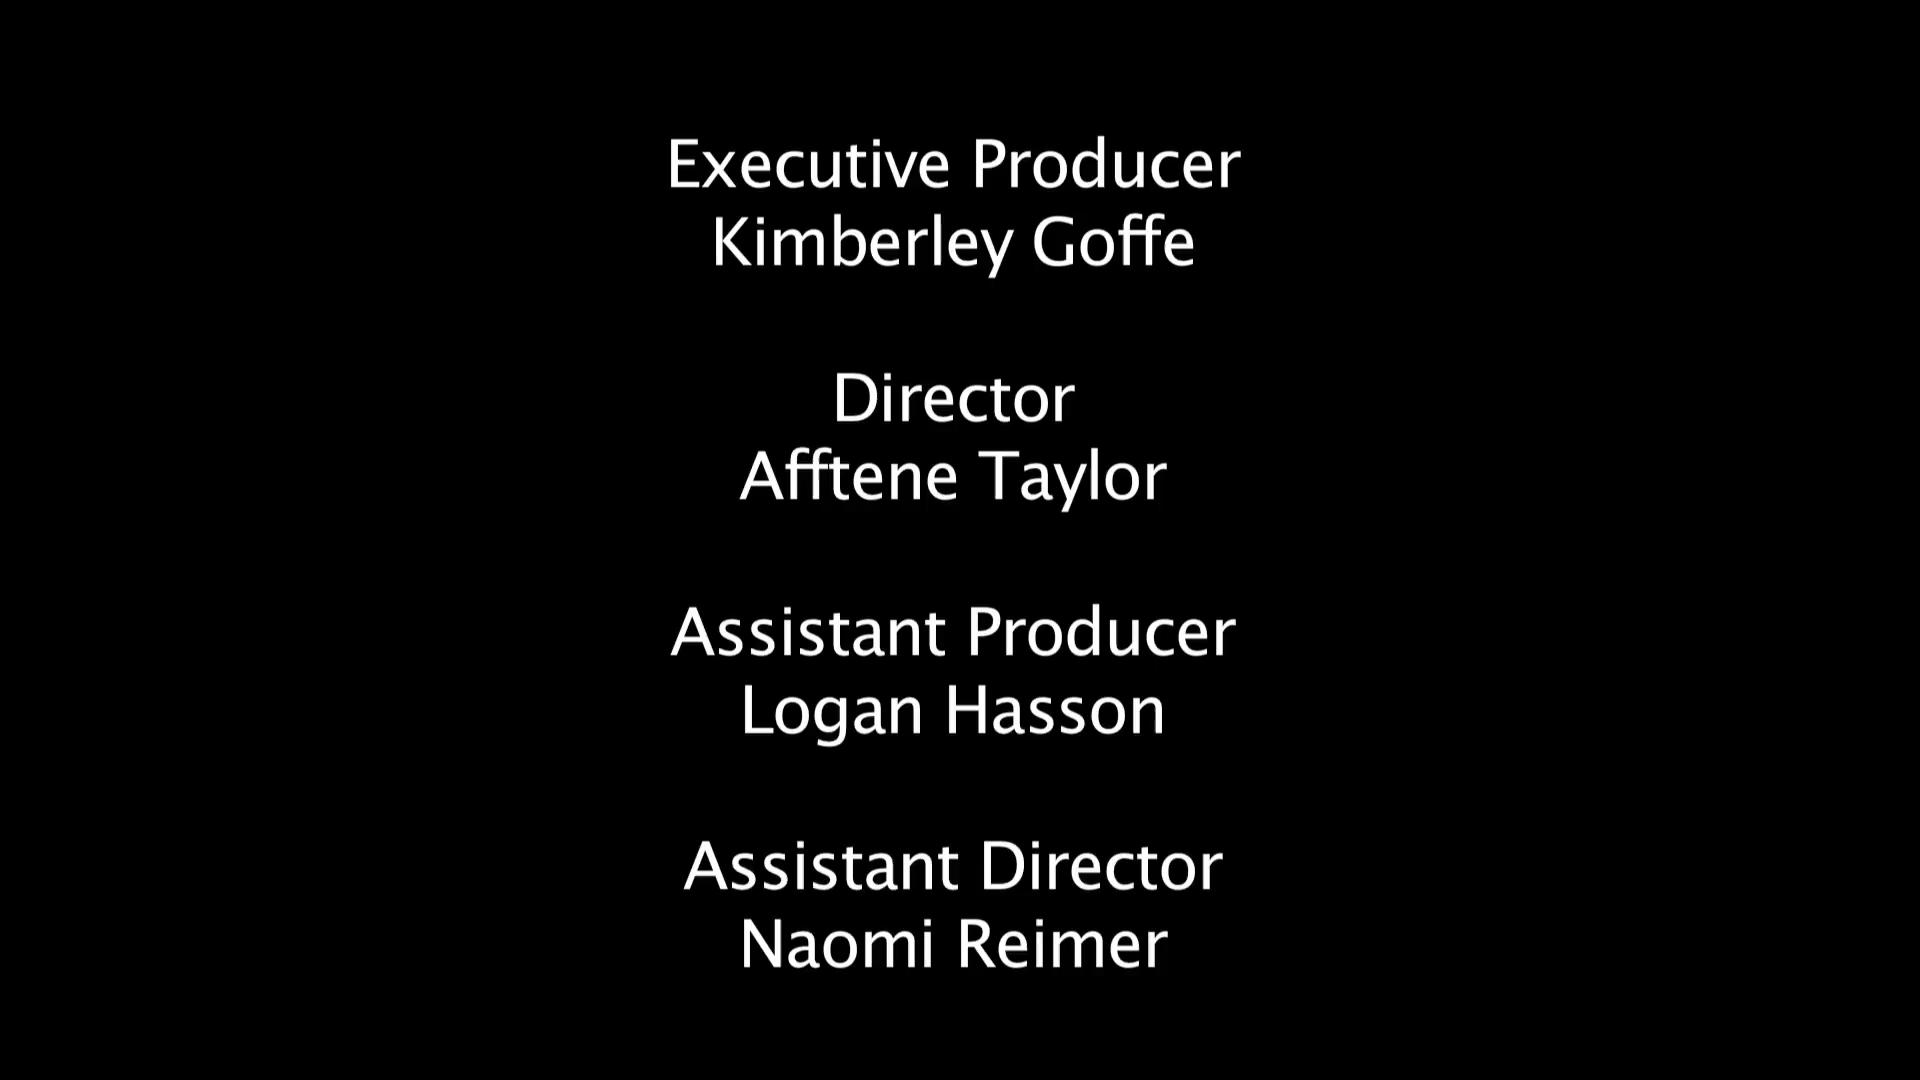 Executive Producer
Kimberley Goffe
Director
Afftene Taylor
Assistant Producer
Logan Hasson
Assistant Director
Naomi Reimer